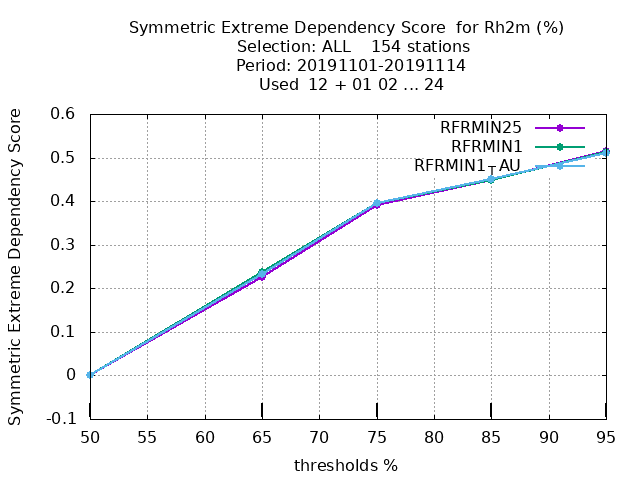 Symmetric Extreme Dependency Score  for Rh2m (%)
Selection: ALL    154 stations
Period: 20191101-20191114
Used  12 + 01 02 ... 24
Symmetric Extreme Dependency Score
0.6
0.5
0.4
0.3
0.2
0.1
0
-0.1
RFRMIN25
RFRMIN1
RFRMIN1_AU
50 55 60 65 70 75 80 85 90 95
thresholds %